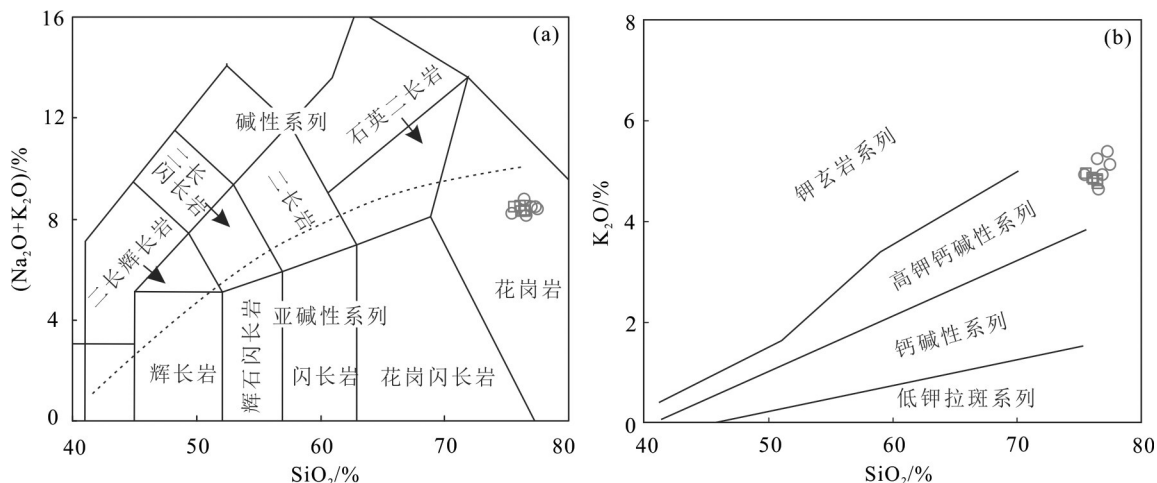 (a)
16
12
8
4
0
(Na₂O+K₂O)/%
碱性系列
石英二长岩
二长
闪长岩
二长岩
二长辉长岩
花岗岩
亚碱性系列
辉长岩
辉石闪长岩
闪长岩
花岗闪长岩
40
50
60
70
80
SiO₂/%
(b)
8
6
4
2
0
K₂O/%
钾玄岩系列
高钾钙碱性系列
钙碱性系列
低钾拉斑系列
40
50
60
70
80
SiO₂/%